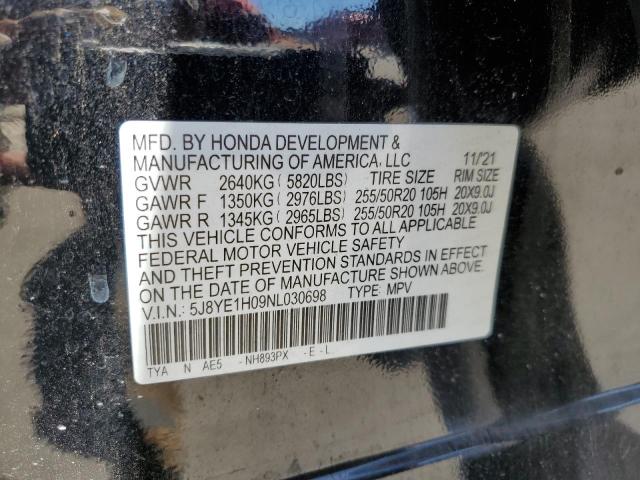 MFD. BY HONDA DEVELOPMENT &
MANUFACTURING OF AMERICA, LLC 11/'21
GVWR 2640KG ( 5820LBS) TIRE SIZE RIM SIZE
GAWR F 1350KG ( 2976LBS) 255/50R20 105H 20X9.0J
GAWR R 1345KG ( 2965LBS) 255/50R20 105H 20X9.0J
THIS VEHICLE CONFORMS TO ALL APPLICABLE
FEDERAL MOTOR VEHICLE SAFETY
AND THEFT PREVENTION STANDARDS IN EFFECT
ON THE DATE OF MANUFACTURE SHOWN ABOVE.
V.I.N.: 5J8YE1H09NL030698 TYPE: MPV
TYA N AE5 -NH893PX -E-L